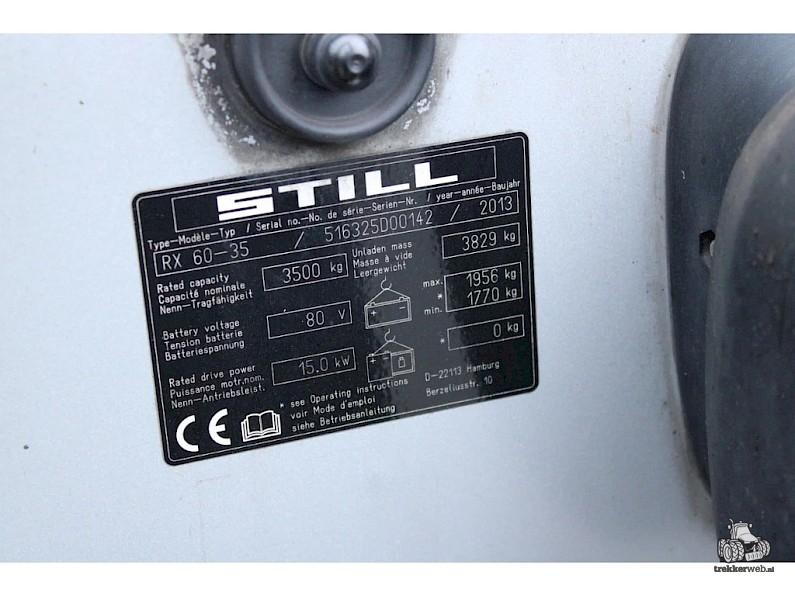 STILL
Type-Modèle-Typ / Serial no.-No. de série-Serien-Nr. / year-année-Baujahr
RX 60-35 / 516325D00142 / 2013
Rated capacity
Capacité nominale
Nenn-Tragfähigkeit
3500 kg
Unladen mass
Masse à vide
Leergewicht
3829 kg
Battery voltage
Tension batterie
Batteriespannung
80 V
max. 1956 kg
* 1770 kg
min.
* 0 kg
Rated drive power
Puissance motr.nom.
Nenn-Antriebsleist.
15.0 kW
* see Operating instructions
voir Mode d'emploi
siehe Betriebsanleitung
D-22113 Hamburg
Berzeliusstr. 10
CE
trekkerweb.nl